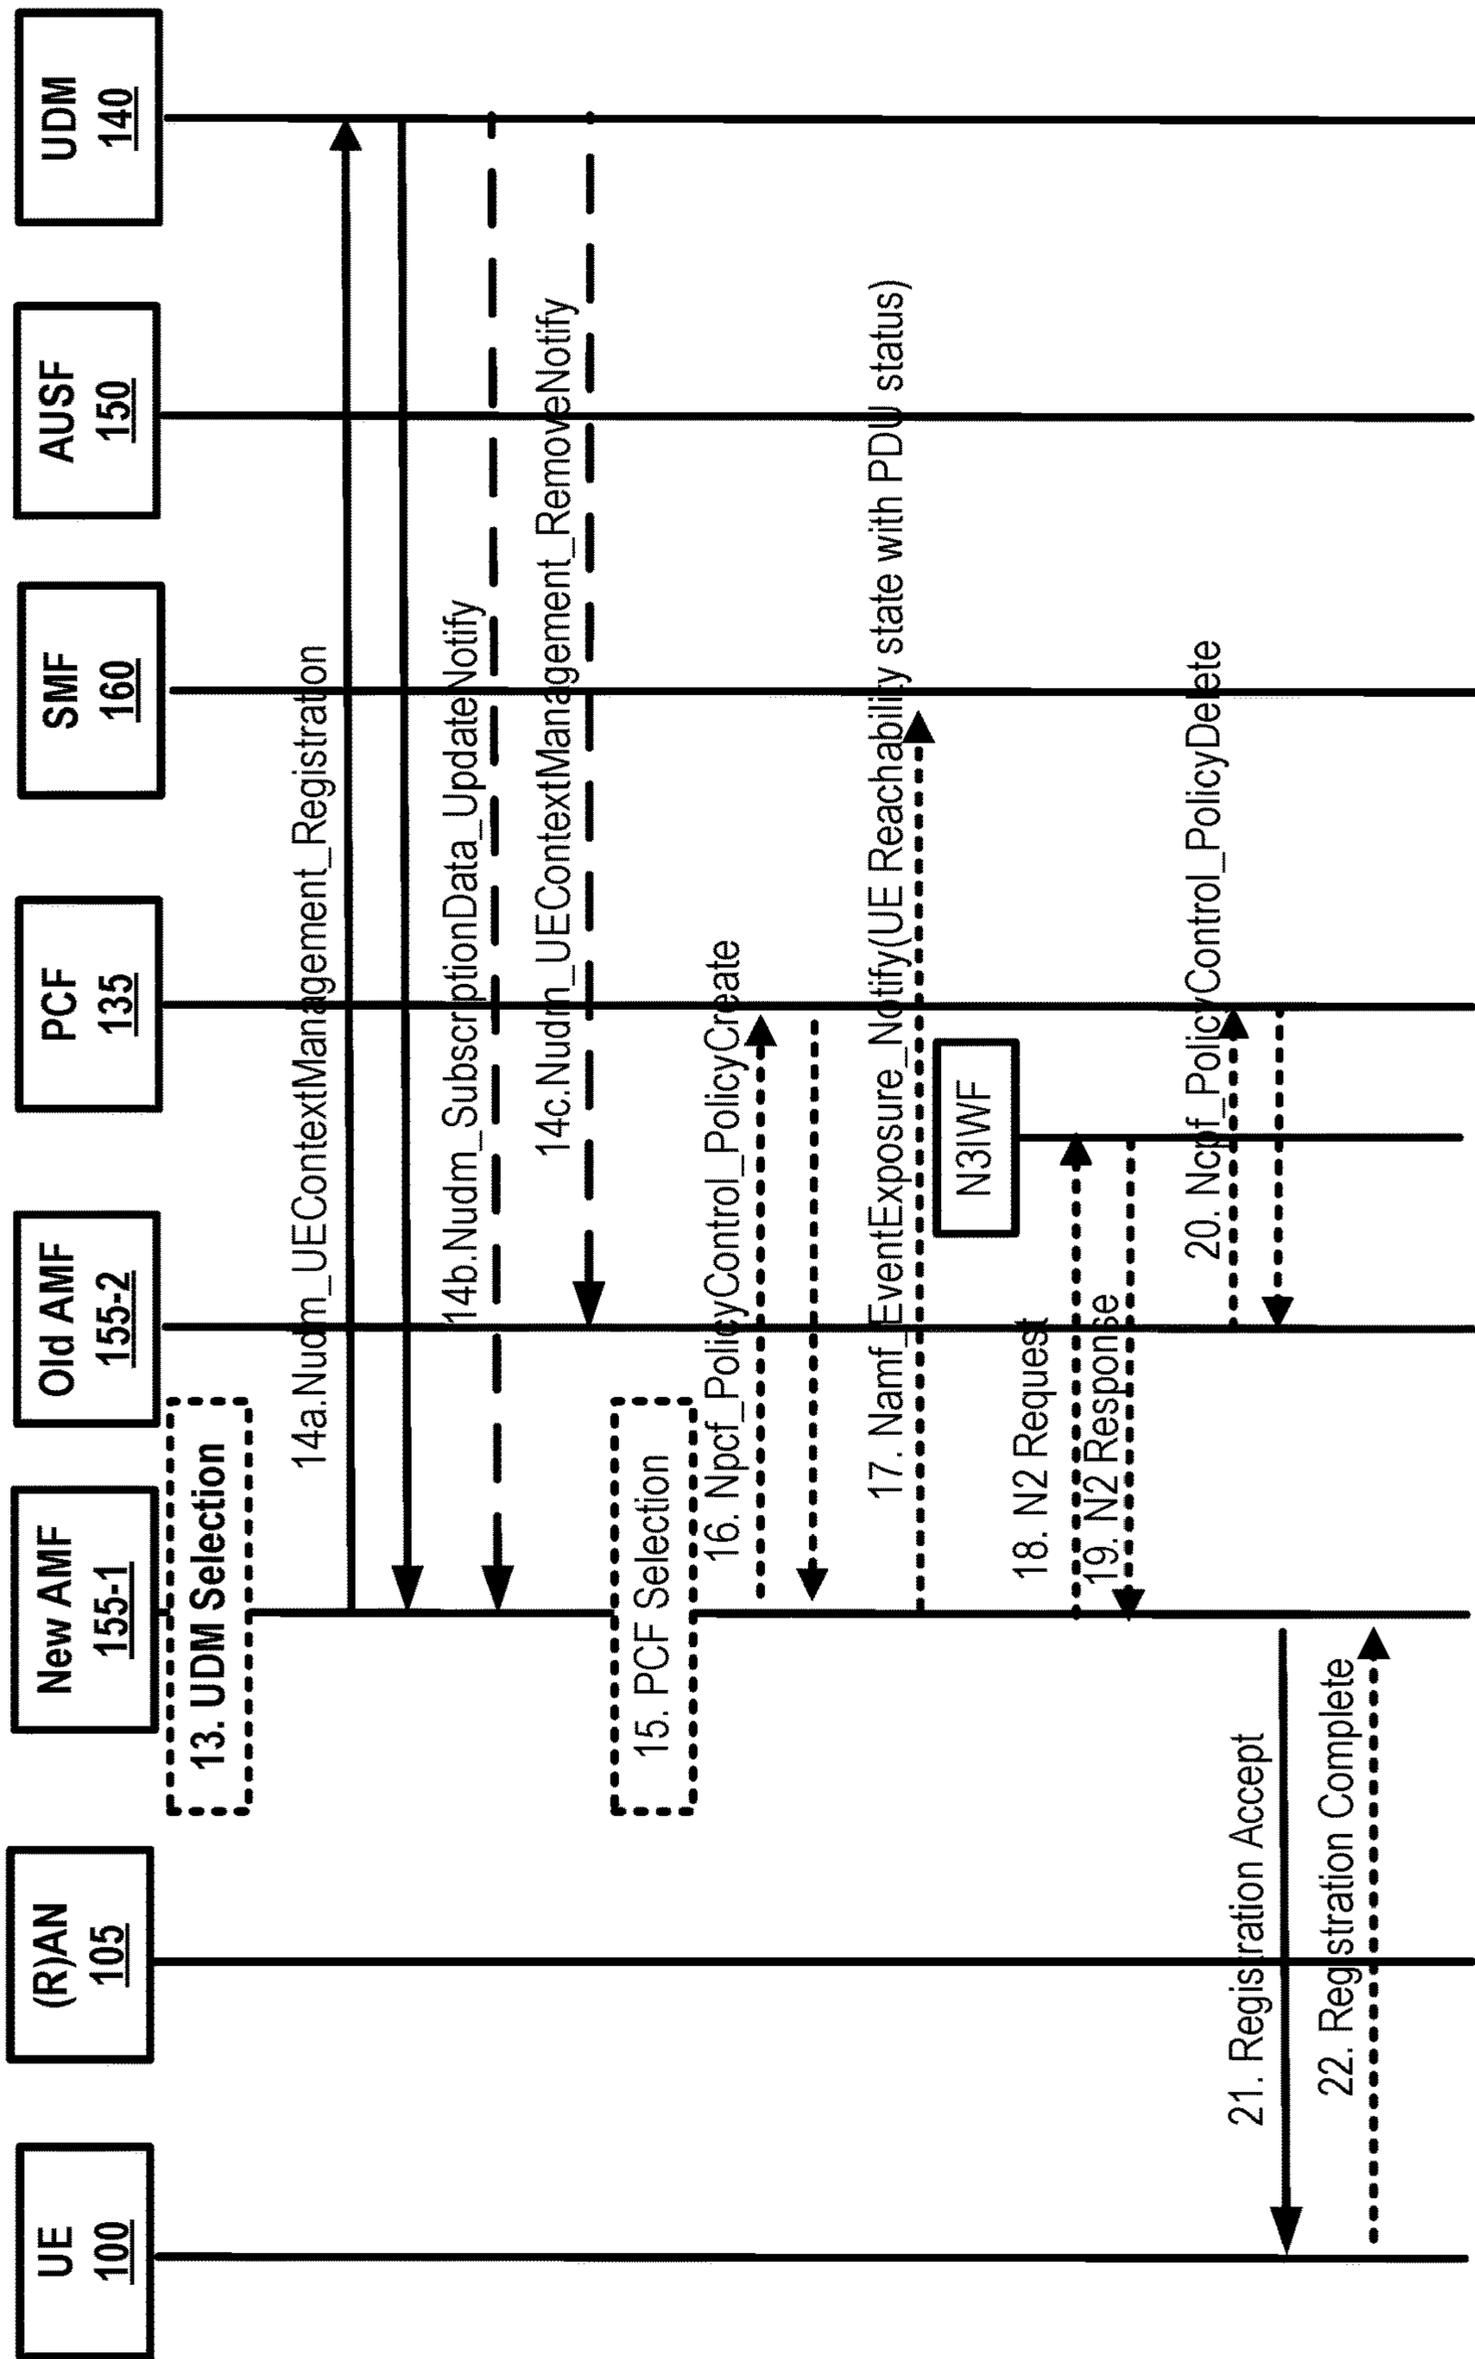 UE
100
(R)AN
105
New AMF
155-1
Old AMF
155-2
PCF
135
SMF
160
AUSF
150
UDM
140
13. UDM Selection
14a.Nudm_UEContextManagement_Registration
14b.Nudm_SubscriptionData_UpdateNotify
14c.Nudm_UEContextManagement_RemoveNotify
15. PCF Selection
16. Npcf_PolicyControl_PolicyCreate
17. Namf_EventExposure_Notify(UE Reachability state with PDU status)
N3IWF
18. N2 Request
19. N2 Response
20. Ncpf_PolicyControl_PolicyDelete
21. Registration Accept
22. Registration Complete